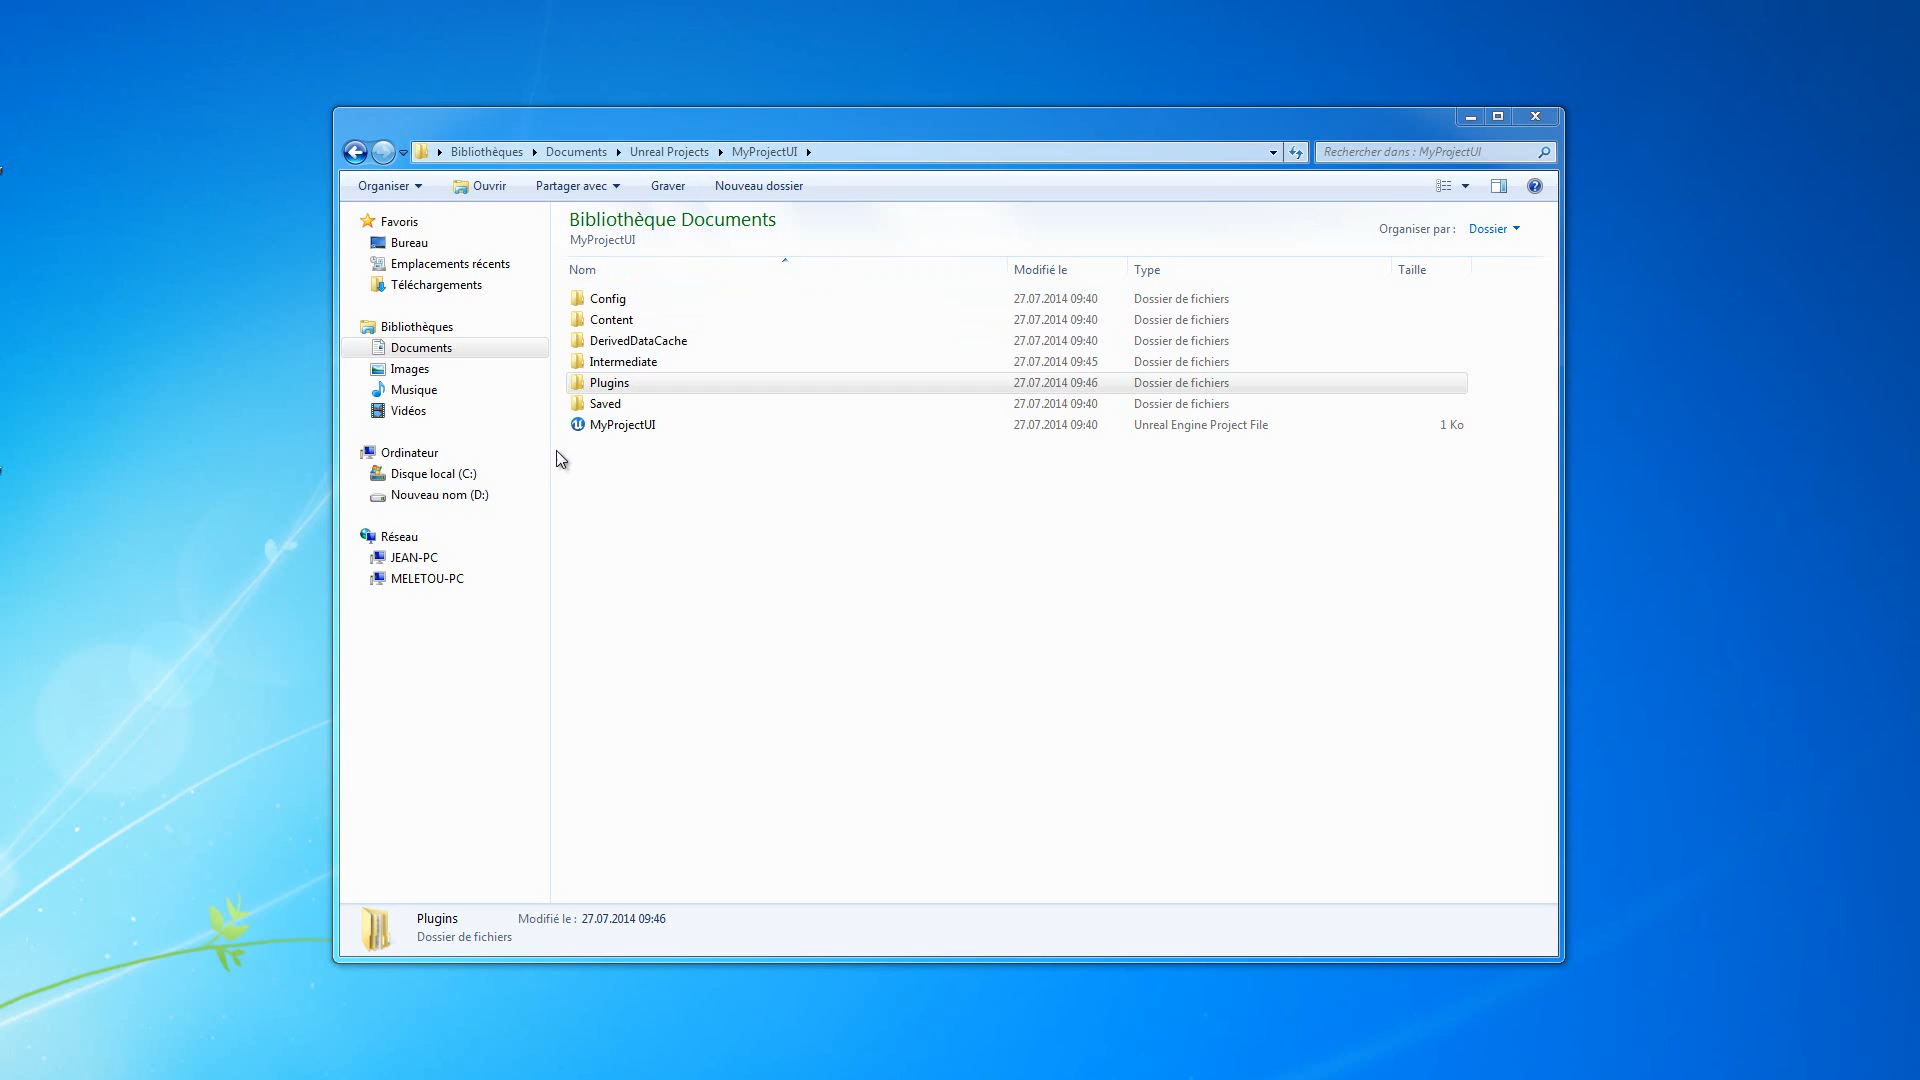 Bibliothèques Documents Unreal Projects MyProjectUI
Rechercher dans : MyProjectUI
Organiser Ouvrir Partager avec Graver Nouveau dossier
Favoris
Bureau
Emplacements récents
Téléchargements
Bibliothèques
Documents
Images
Musique
Vidéos
Ordinateur
Disque local (C:)
Nouveau nom (D:)
Réseau
JEAN-PC
MELETOU-PC
Bibliothèque Documents
MyProjectUI
Organiser par : Dossier
Nom Modifié le Type Taille
Config 27.07.2014 09:40 Dossier de fichiers
Content 27.07.2014 09:40 Dossier de fichiers
DerivedDataCache 27.07.2014 09:40 Dossier de fichiers
Intermediate 27.07.2014 09:45 Dossier de fichiers
Plugins 27.07.2014 09:46 Dossier de fichiers
Saved 27.07.2014 09:40 Dossier de fichiers
MyProjectUI 27.07.2014 09:40 Unreal Engine Project File 1 Ko
Plugins Modifié le : 27.07.2014 09:46
Dossier de fichiers